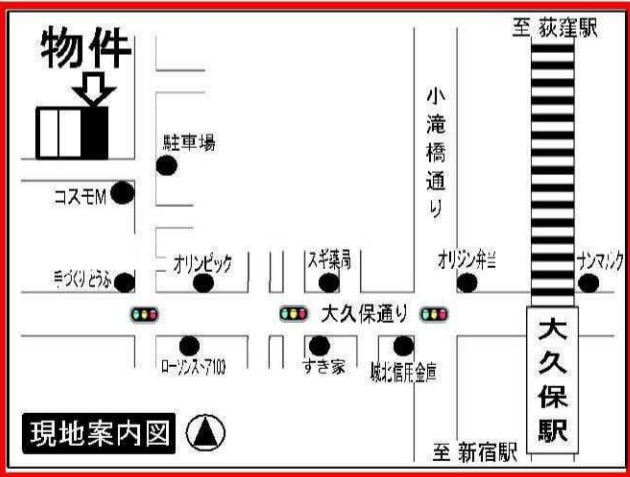 至 荻窪駅
物件
小滝橋通り
駐車場
コスモM
手づくりとうふ
オリンピック
スギ薬局
オリジン弁当
サンマルク
大久保通り
ローソンストア100
すき家
城北信用金庫
大久保駅
現地案内図
至 新宿駅